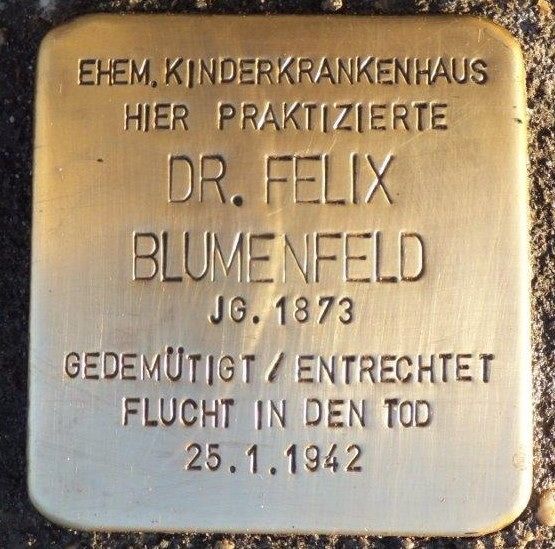 EHEM. KINDERKRANKENHAUS
HIER PRAKTIZIERTE
DR. FELIX
BLUMENFELD
JG. 1873
GEDEMÜTIGT / ENTRECHTET
FLUCHT IN DEN TOD
25.1.1942